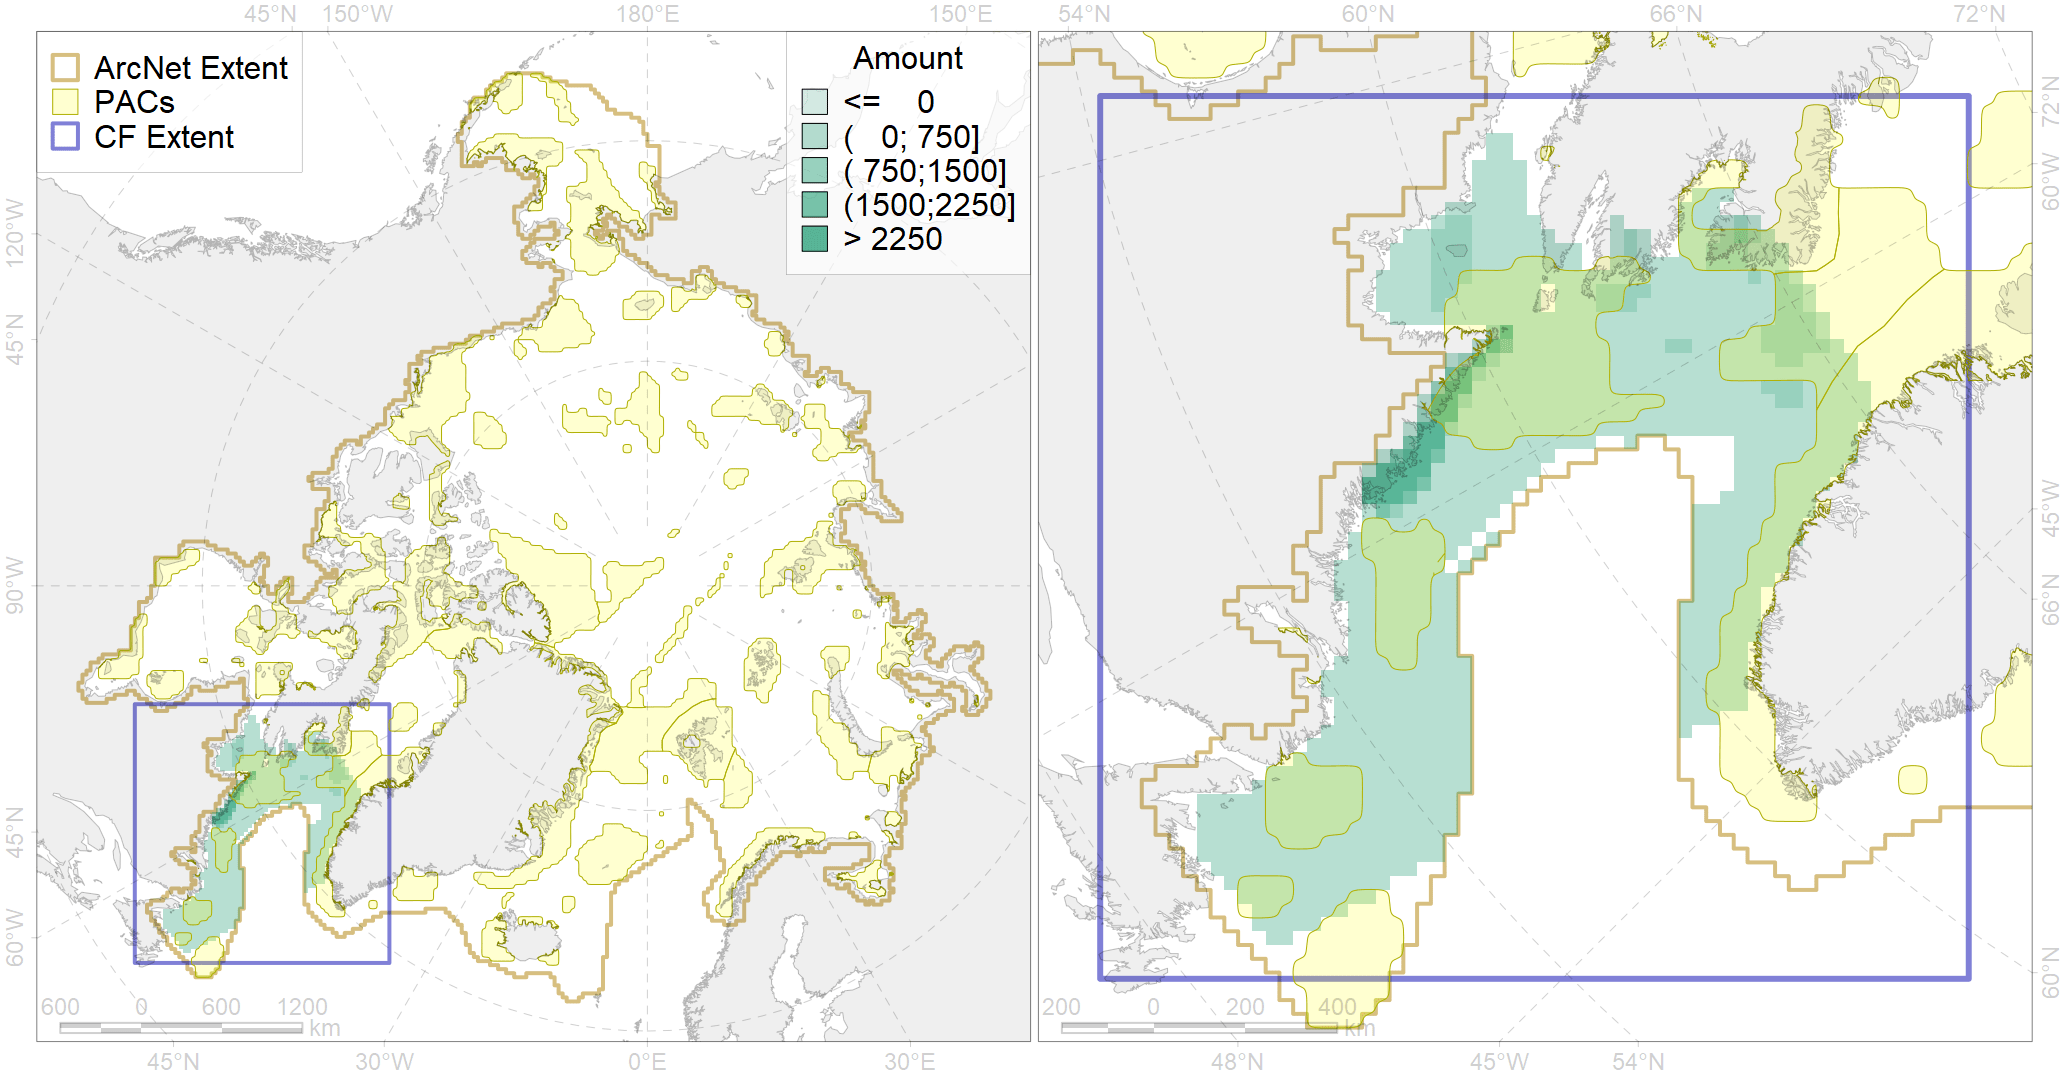 45°N 150°W 180°E 150°E 54°N 60°N 66°N 72°N
ArcNet Extent
PACs
CF Extent
Amount
<= 0
( 0; 750]
( 750;1500]
(1500;2250]
> 2250
120°W
45°N
90°W
45°N
60°W
72°N
60°W
45°W
66°N
60°N
600 0 600 1200
km
200 0 200 400
km
45°N 30°W 0°E 30°E 48°N 45°W 54°N